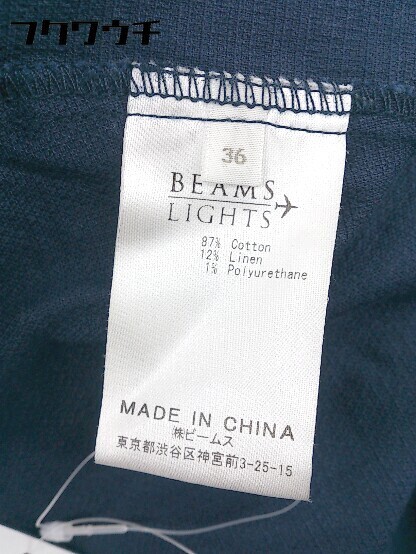 フクワウチ
36
BEAMS
LIGHTS
87% Cotton
12% Linen
1% Polyurethane
MADE IN CHINA
㈱ビームス
東京都渋谷区神宮前3-25-15